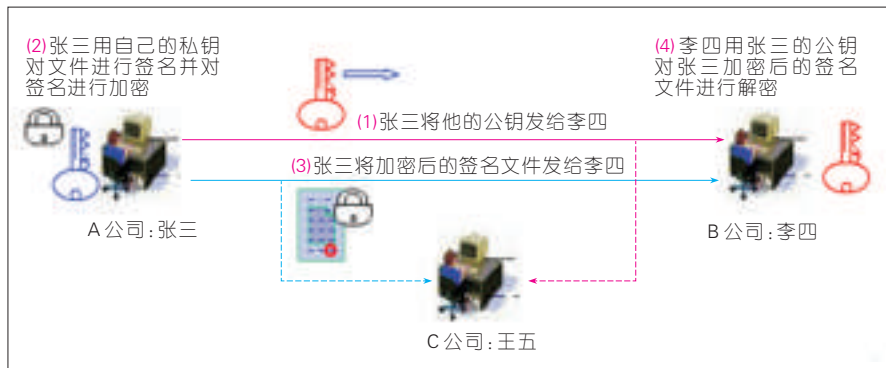 (2)张三用自己的私钥
对文件进行签名并对
签名进行加密
(4)李四用张三的公钥
对张三加密后的签名
文件进行解密
(1)张三将他的公钥发给李四
(3)张三将加密后的签名文件发给李四
A公司:张三
B公司:李四
C公司:王五